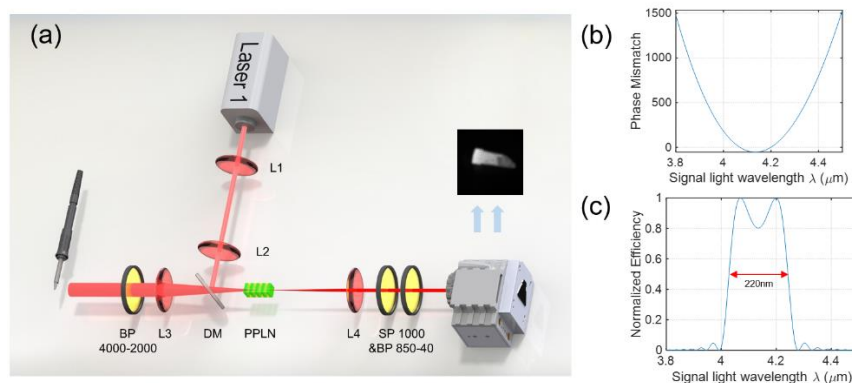 (a)
Laser 1
L1
L2
BP
4000-2000
L3
DM
PPLN
L4
SP 1000
&BP 850-40
(b)
1500
1000
500
0
Phase Mismatch
3.8 4 4.2 4.4
Signal light wavelength λ (μm)
(c)
1
0.8
0.6
0.4
0.2
0
Normalized Efficiency
220nm
3.8 4 4.2 4.4
Signal light wavelength λ (μm)